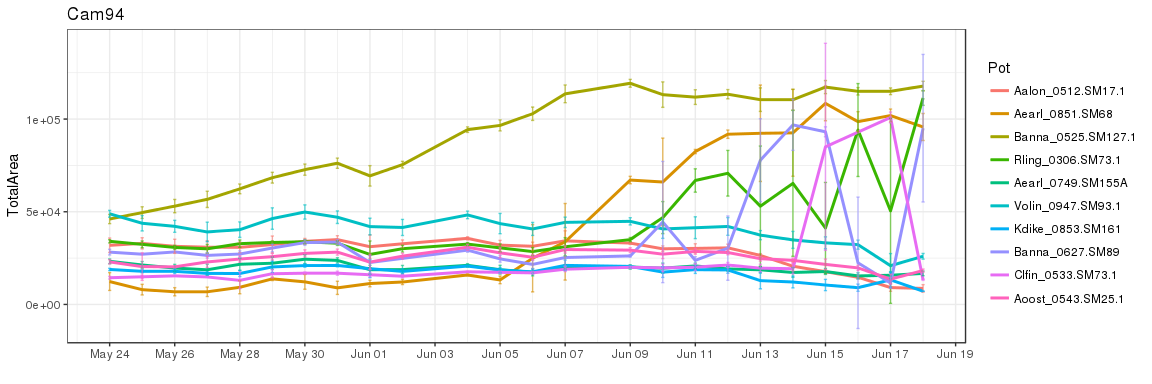 Cam94
TotalArea
1e+05
5e+04
0e+00
May 24 May 26 May 28 May 30 Jun 01 Jun 03 Jun 05 Jun 07 Jun 09 Jun 11 Jun 13 Jun 15 Jun 17 Jun 19
Pot
Aalon_0512.SM17.1
Aearl_0851.SM68
Banna_0525.SM127.1
Rling_0306.SM73.1
Aearl_0749.SM155A
Volin_0947.SM93.1
Kdike_0853.SM161
Banna_0627.SM89
Clfin_0533.SM73.1
Aoost_0543.SM25.1